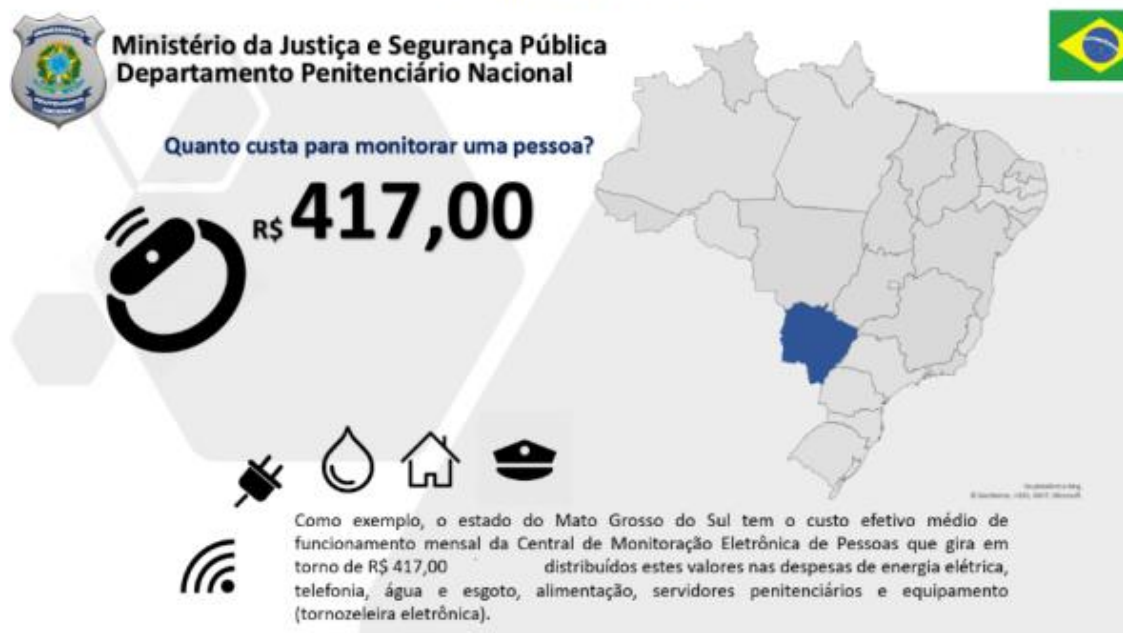 Ministério da Justiça e Segurança Pública
Departamento Penitenciário Nacional
Quanto custa para monitorar uma pessoa?
R$ 417,00
Como exemplo, o estado do Mato Grosso do Sul tem o custo efetivo médio de
funcionamento mensal da Central de Monitoração Eletrônica de Pessoas que gira em
torno de R$ 417,00 distribuídos estes valores nas despesas de energia elétrica,
telefonia, água e esgoto, alimentação, servidores penitenciários e equipamento
(tornozeleira eletrônica).